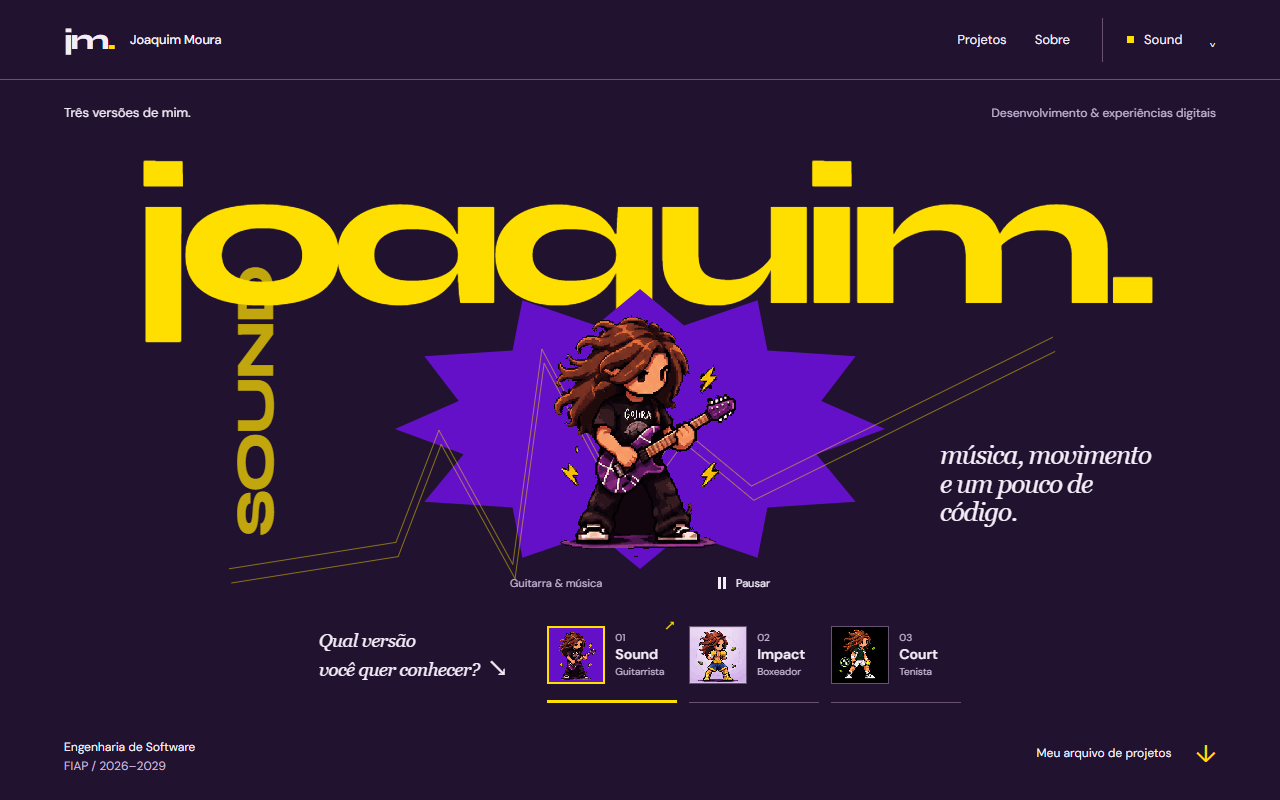 jm. Joaquim Moura
Projetos
Sobre
Sound
Três versões de mim.
Desenvolvimento & experiências digitais
joaquim.
SOUND
GOJIRA
música, movimento
e um pouco de
código.
Guitarra & música
Pausar
Qual versão
você quer conhecer? ↘
01
Sound
Guitarrista
↗
02
Impact
Boxeador
03
Court
Tenista
Engenharia de Software
FIAP / 2026–2029
Meu arquivo de projetos ↓